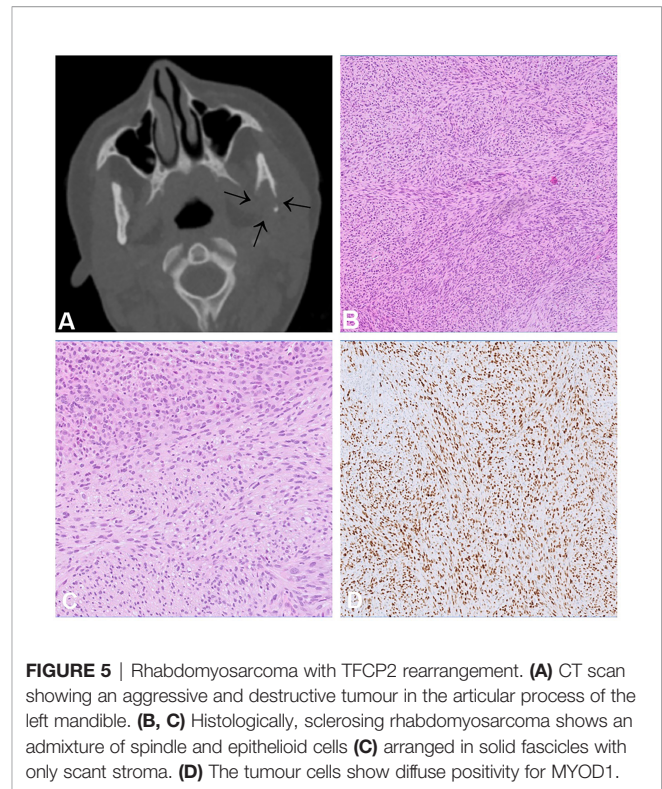 A
B
C
D
FIGURE 5 | Rhabdomyosarcoma with TFCP2 rearrangement. (A) CT scan
showing an aggressive and destructive tumour in the articular process of the
left mandible. (B, C) Histologically, sclerosing rhabdomyosarcoma shows an
admixture of spindle and epithelioid cells (C) arranged in solid fascicles with
only scant stroma. (D) The tumour cells show diffuse positivity for MYOD1.